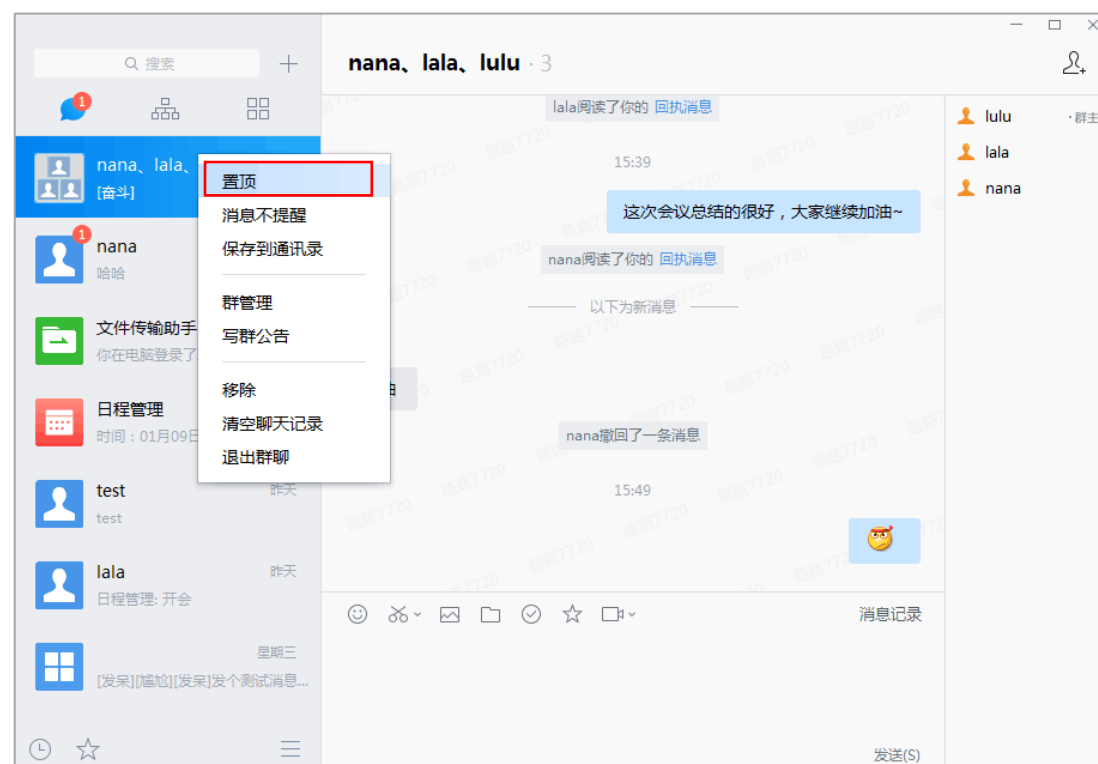 搜索
1
nana、lala、
[奋斗]
1
nana
哈哈
文件传输助手
你在电脑登录了
日程管理
时间：01月09日
test
昨天
test
lala
昨天
日程管理: 开会
星期三
[发呆][尴尬][发呆]发个测试消息...
置顶
消息不提醒
保存到通讯录
群管理
写群公告
移除
清空聊天记录
退出群聊
nana、lala、lulu · 3
lala阅读了你的 回执消息
15:39
这次会议总结的很好，大家继续加油~
nana阅读了你的 回执消息
以下为新消息
nana撤回了一条消息
15:49
消息记录
发送(S)
lulu ·群主
lala
nana
路路7720